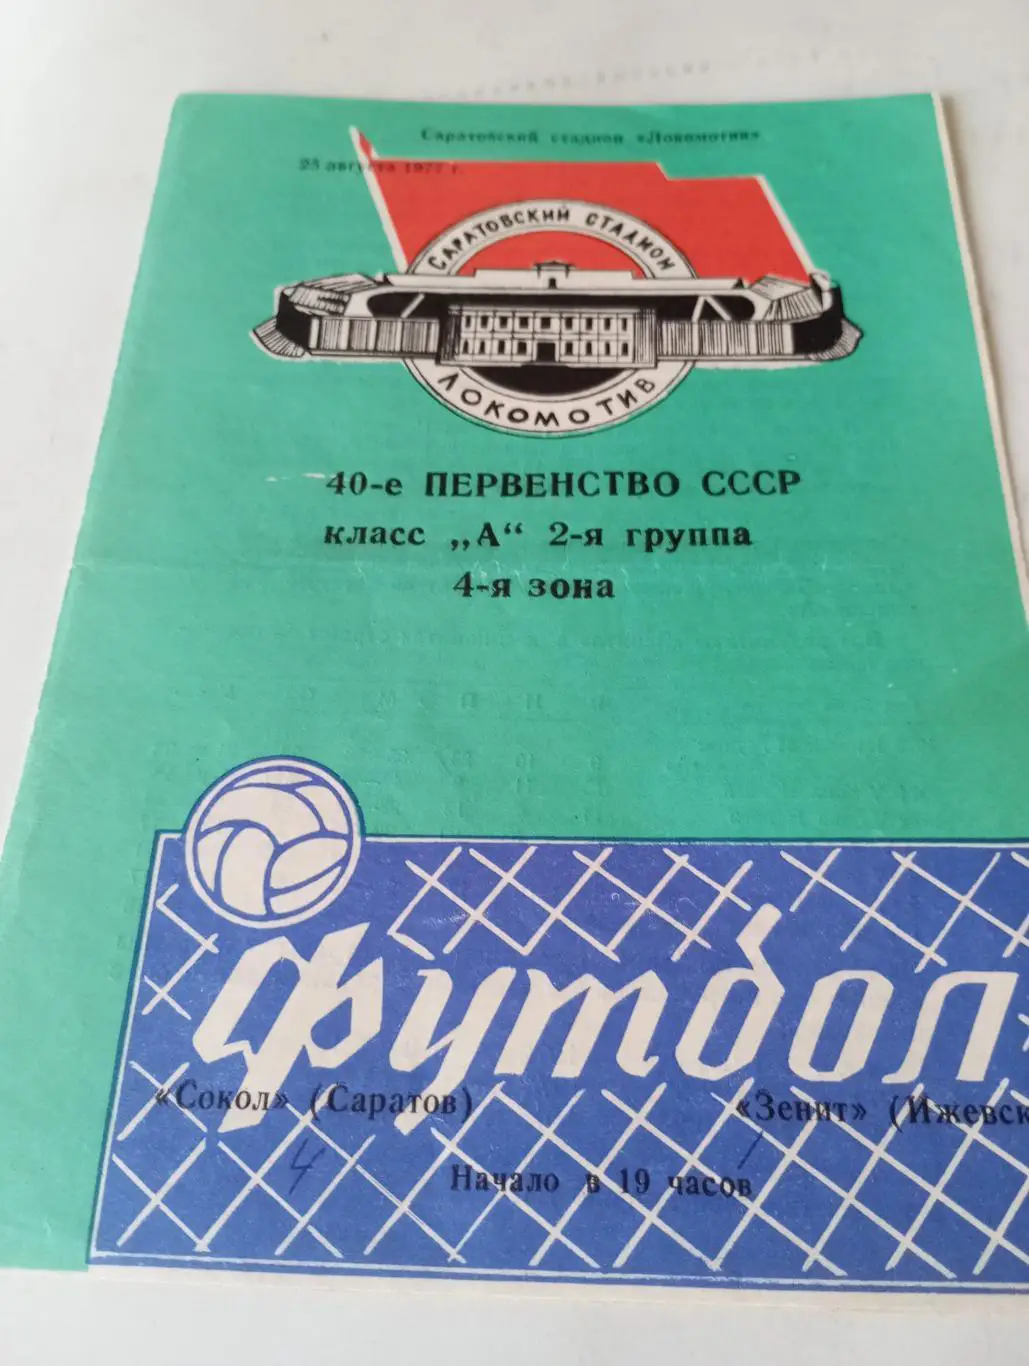 Саратовский стадион «Локомотив»
25 августа 1977 г.
САРАТОВСКИЙ СТАДИОН
ЛОКОМОТИВ
40-е ПЕРВЕНСТВО СССР
класс „А“ 2-я группа
4-я зона
Футбол
«Сокол» (Саратов) «Зенит» (Ижевск
4 1
Начало в 19 часов